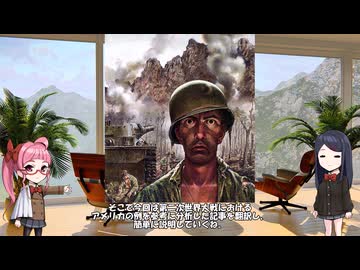 そこで今回は第一次世界大戦における
アメリカの例を参考に分析した記事を翻訳し、
簡単に説明していくね。